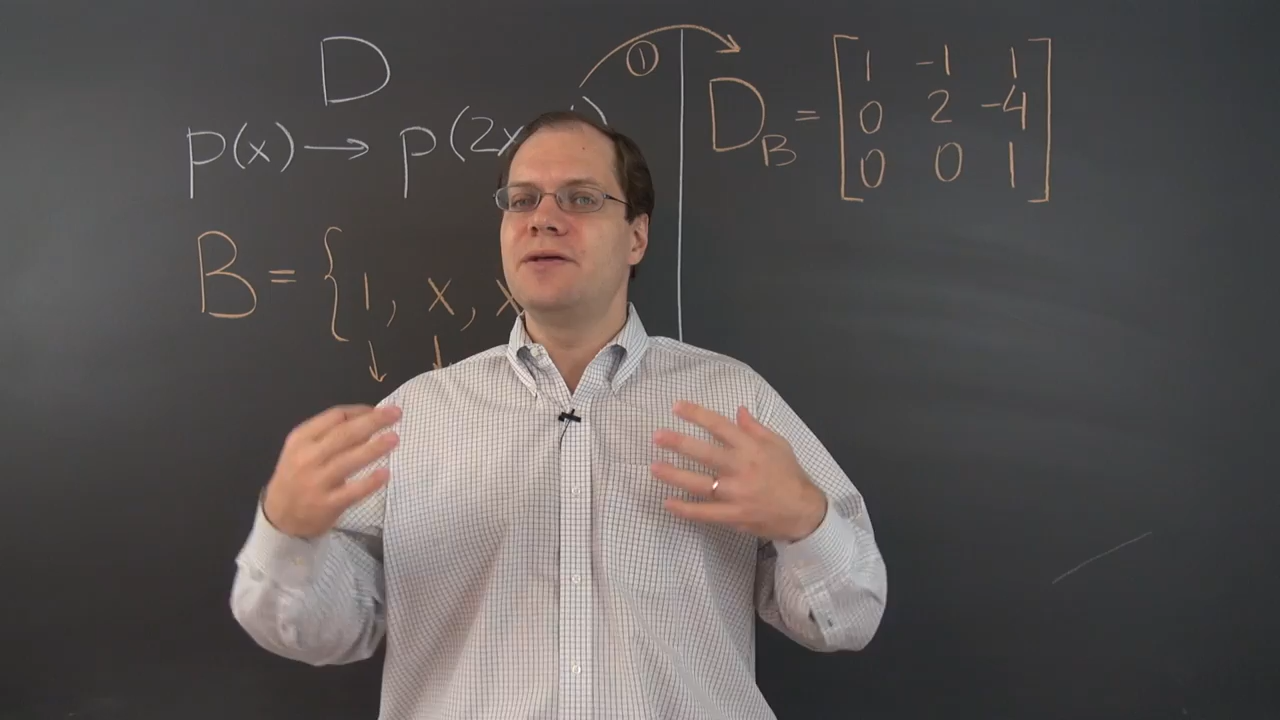 D
p(x) → p(2x
B = { 1, x, x
①
D_B = [ 1 -1 1
0 2 -4
0 0 1 ]